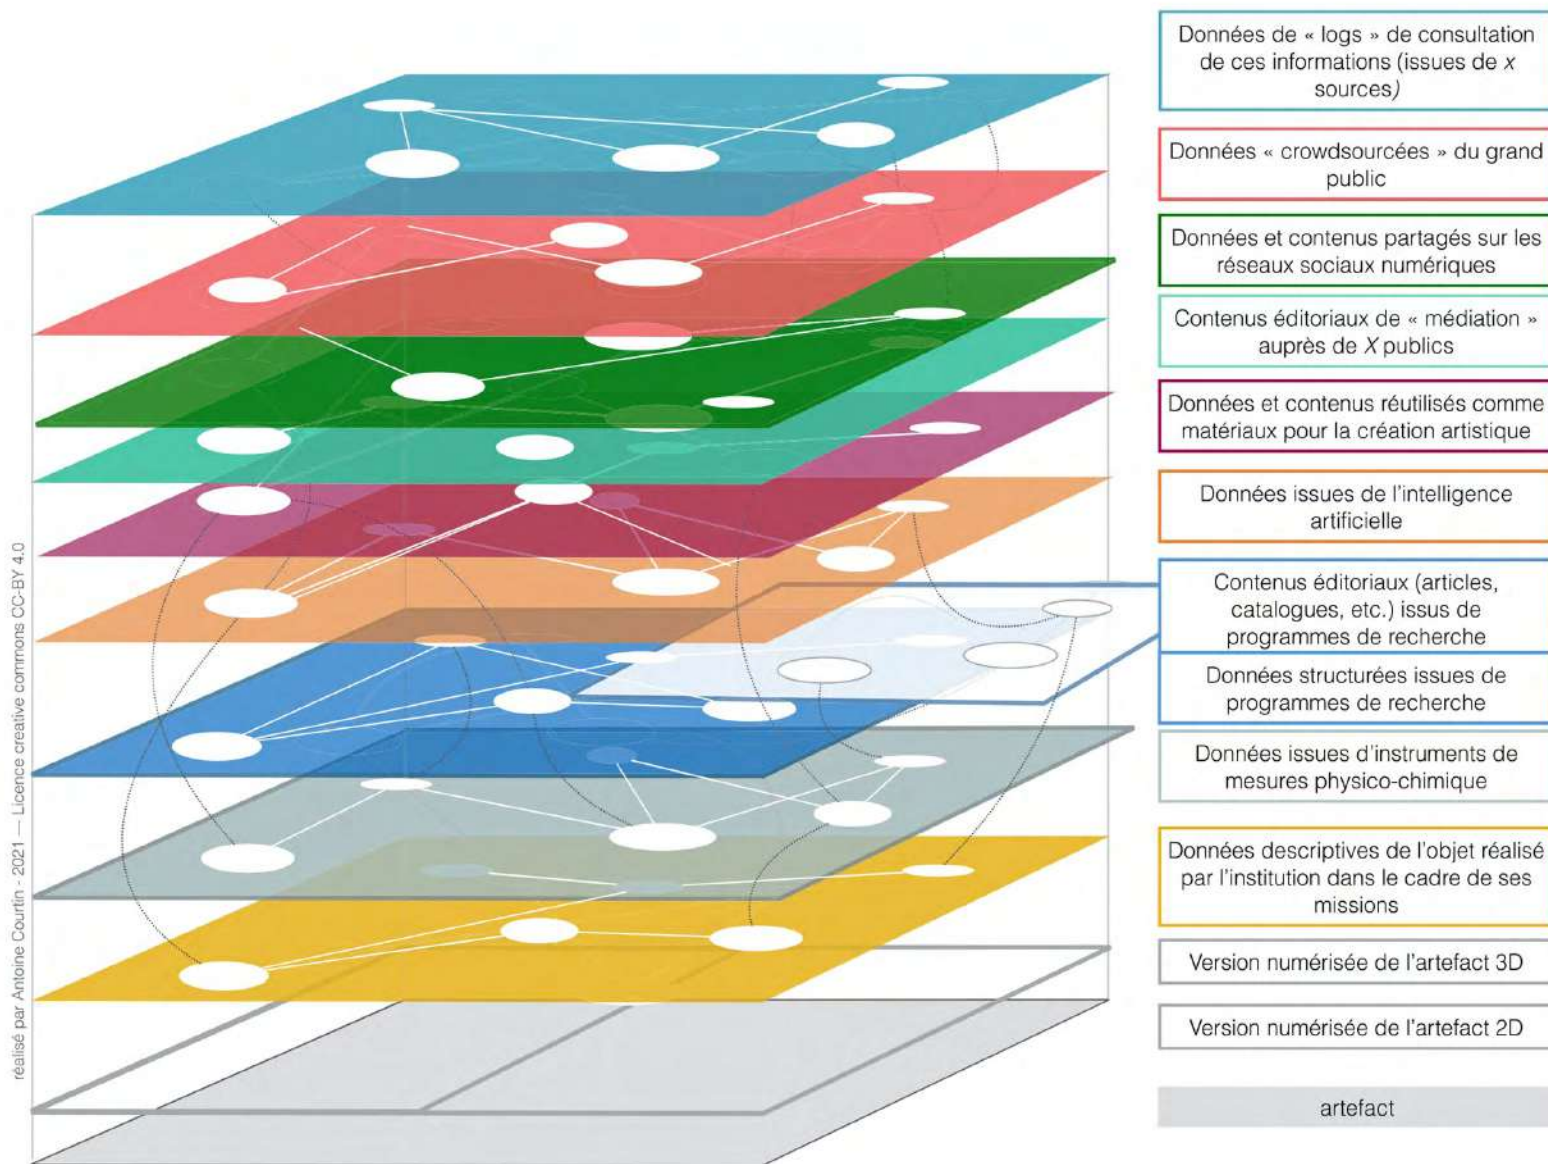 Données de « logs » de consultation
de ces informations (issues de x
sources)
Données « crowdsourcées » du grand
public
Données et contenus partagés sur les
réseaux sociaux numériques
Contenus éditoriaux de « médiation »
auprès de X publics
Données et contenus réutilisés comme
matériaux pour la création artistique
Données issues de l'intelligence
artificielle
Contenus éditoriaux (articles,
catalogues, etc.) issus de
programmes de recherche
Données structurées issues de
programmes de recherche
Données issues d'instruments de
mesures physico-chimique
Données descriptives de l'objet réalisé
par l'institution dans le cadre de ses
missions
Version numérisée de l'artefact 3D
Version numérisée de l'artefact 2D
artefact
réalisé par Antoine Courtin - 2021 — Licence creative commons CC-BY 4.0